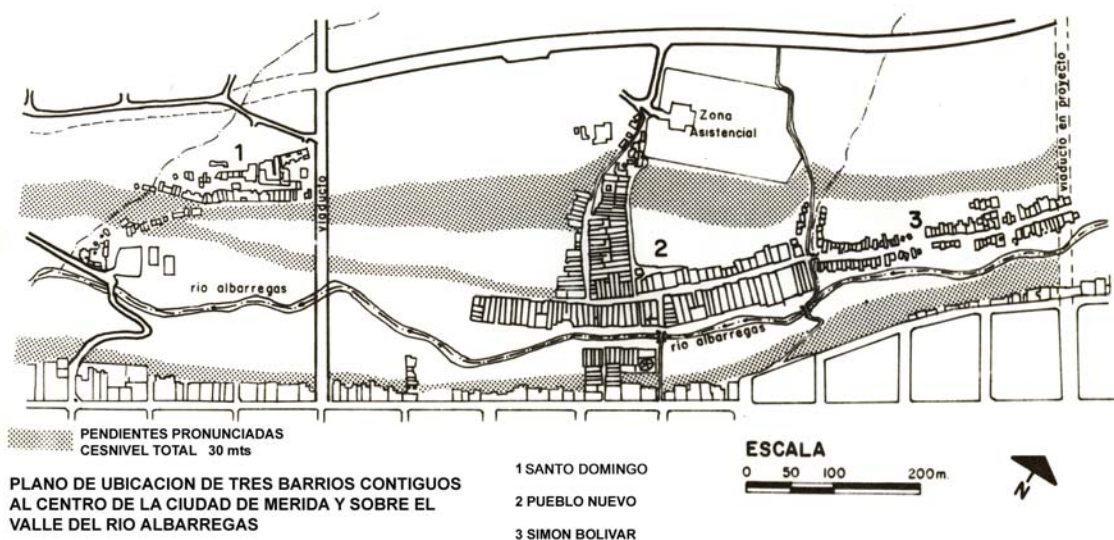 viaducto en proyecto
Zona
Asistencial
1
viaducto
2
3
rio albarregas
rio albarregas
PENDIENTES PRONUNCIADAS
CESNIVEL TOTAL 30 mts
PLANO DE UBICACION DE TRES BARRIOS CONTIGUOS
AL CENTRO DE LA CIUDAD DE MERIDA Y SOBRE EL
VALLE DEL RIO ALBARREGAS
1 SANTO DOMINGO
2 PUEBLO NUEVO
3 SIMON BOLIVAR
ESCALA
0 50 100 200m.
N